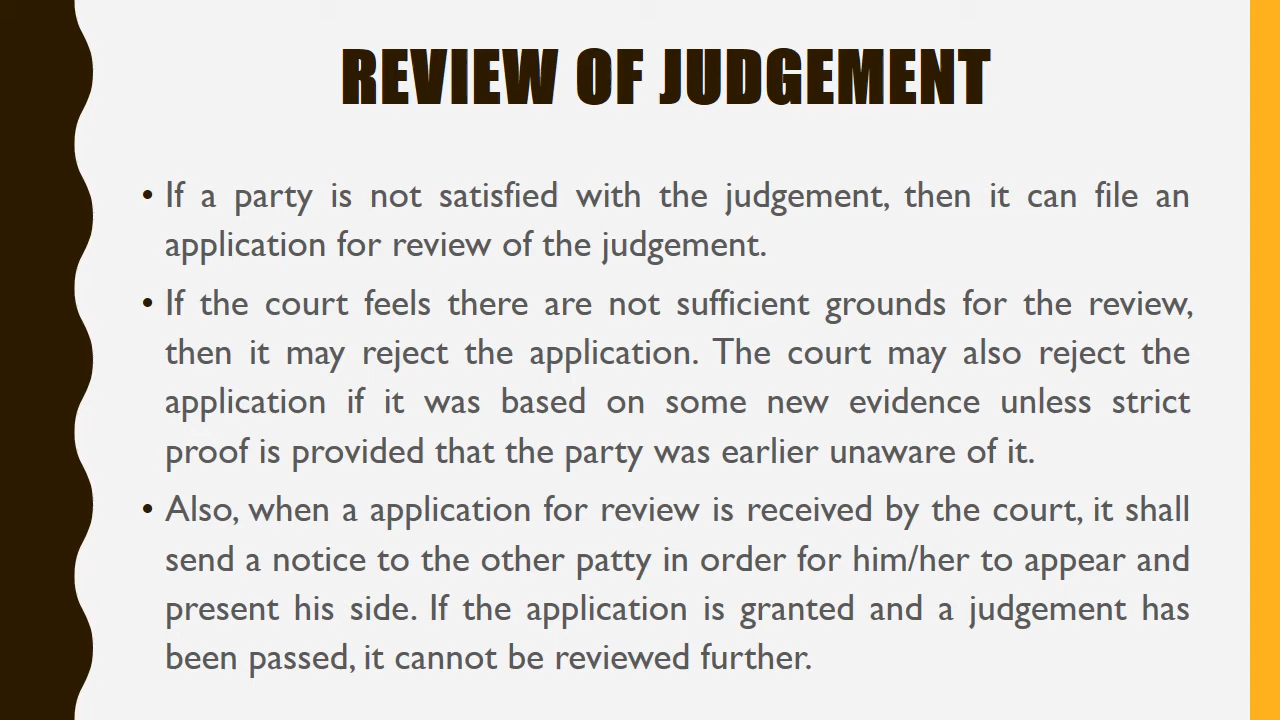 REVIEW OF JUDGEMENT
• If a party is not satisfied with the judgement, then it can file an
application for review of the judgement.
• If the court feels there are not sufficient grounds for the review,
then it may reject the application. The court may also reject the
application if it was based on some new evidence unless strict
proof is provided that the party was earlier unaware of it.
• Also, when a application for review is received by the court, it shall
send a notice to the other patty in order for him/her to appear and
present his side. If the application is granted and a judgement has
been passed, it cannot be reviewed further.